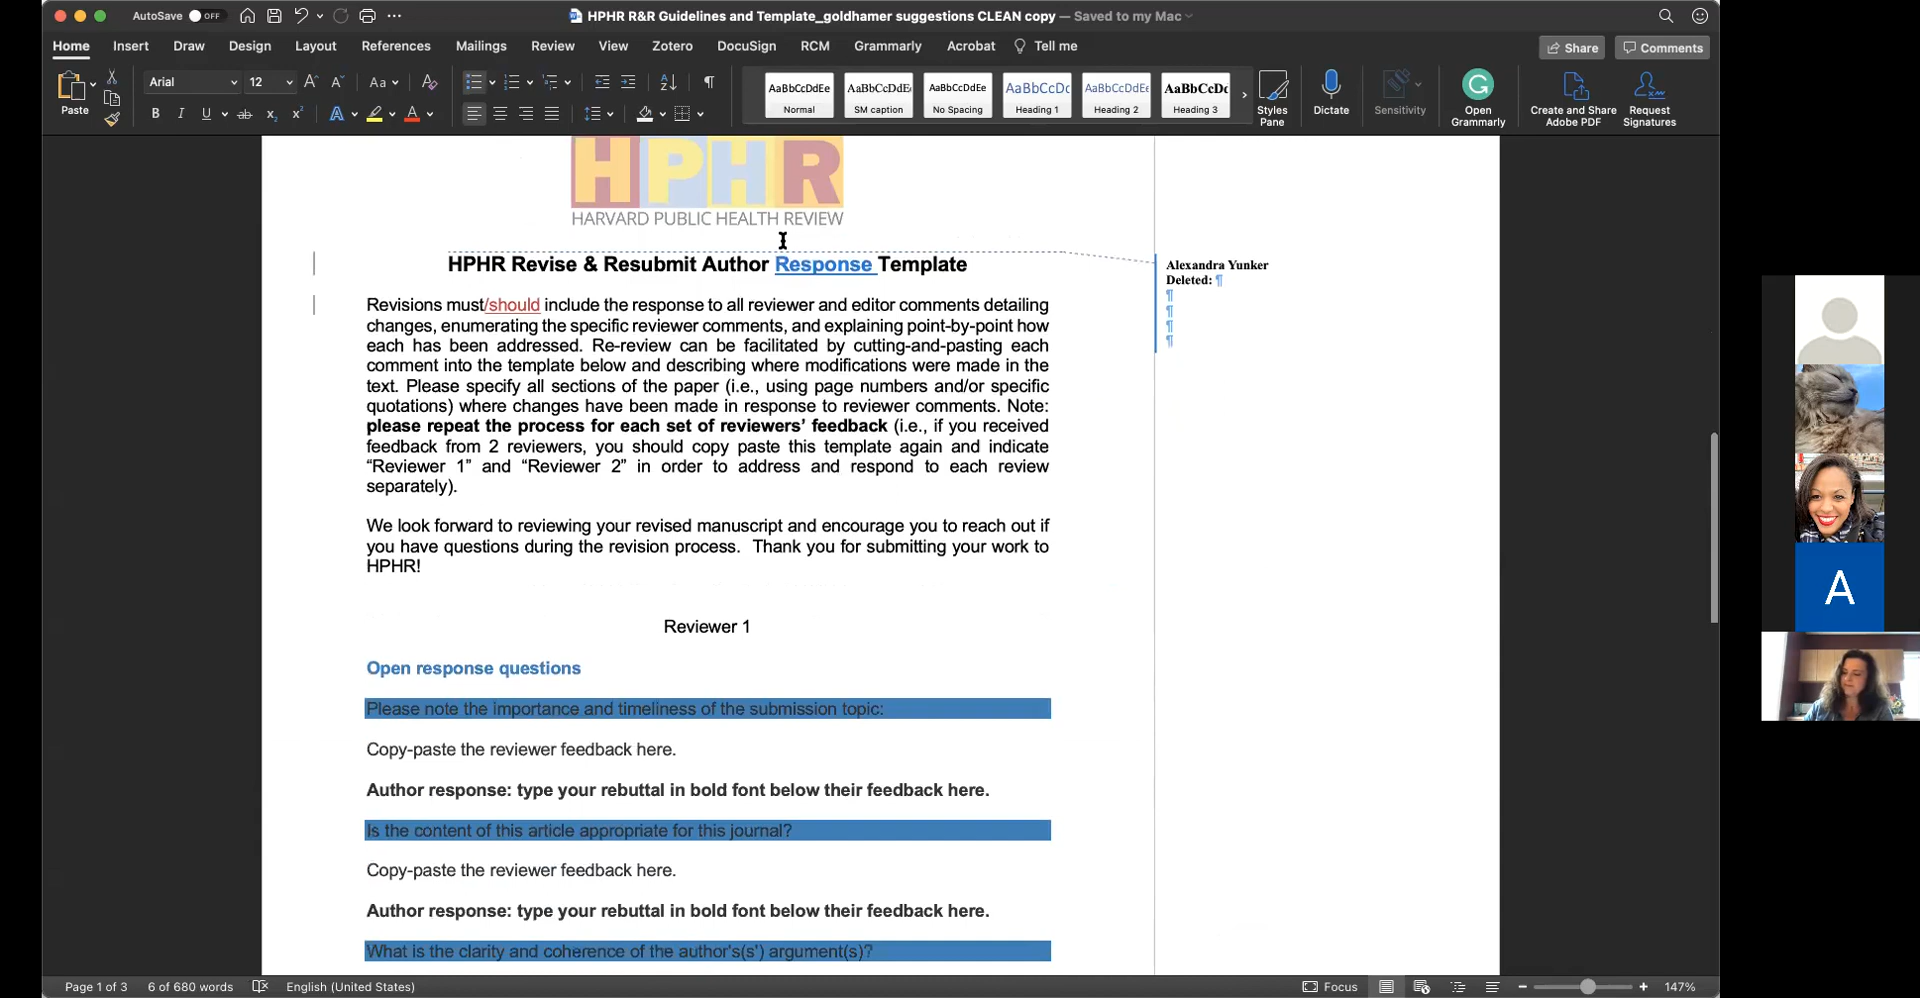 AutoSave OFF
HPHR R&R Guidelines and Template_goldhamer suggestions CLEAN copy — Saved to my Mac
Home Insert Draw Design Layout References Mailings Review View Zotero DocuSign RCM Grammarly Acrobat Tell me
Share Comments
Paste
Arial 12
AaBbCcDdEe AaBbCcDdEe AaBbCcDdEe AaBbCcDc AaBbCcDdEe AaBbCcDc
Normal SM caption No Spacing Heading 1 Heading 2 Heading 3
Styles Pane
Dictate
Sensitivity
Open Grammarly
Create and Share Adobe PDF
Request Signatures
HPHR
HARVARD PUBLIC HEALTH REVIEW
HPHR Revise & Resubmit Author Response Template
Alexandra Yunker
Deleted: ¶
¶
¶
¶
¶
Revisions must/should include the response to all reviewer and editor comments detailing
changes, enumerating the specific reviewer comments, and explaining point-by-point how
each has been addressed. Re-review can be facilitated by cutting-and-pasting each
comment into the template below and describing where modifications were made in the
text. Please specify all sections of the paper (i.e., using page numbers and/or specific
quotations) where changes have been made in response to reviewer comments. Note:
please repeat the process for each set of reviewers’ feedback (i.e., if you received
feedback from 2 reviewers, you should copy paste this template again and indicate
“Reviewer 1” and “Reviewer 2” in order to address and respond to each review
separately).
We look forward to reviewing your revised manuscript and encourage you to reach out if
you have questions during the revision process. Thank you for submitting your work to
HPHR!
Reviewer 1
Open response questions
Please note the importance and timeliness of the submission topic:
Copy-paste the reviewer feedback here.
Author response: type your rebuttal in bold font below their feedback here.
Is the content of this article appropriate for this journal?
Copy-paste the reviewer feedback here.
Author response: type your rebuttal in bold font below their feedback here.
What is the clarity and coherence of the author's(s') argument(s)?
A
Page 1 of 3 6 of 680 words English (United States) Focus 147%